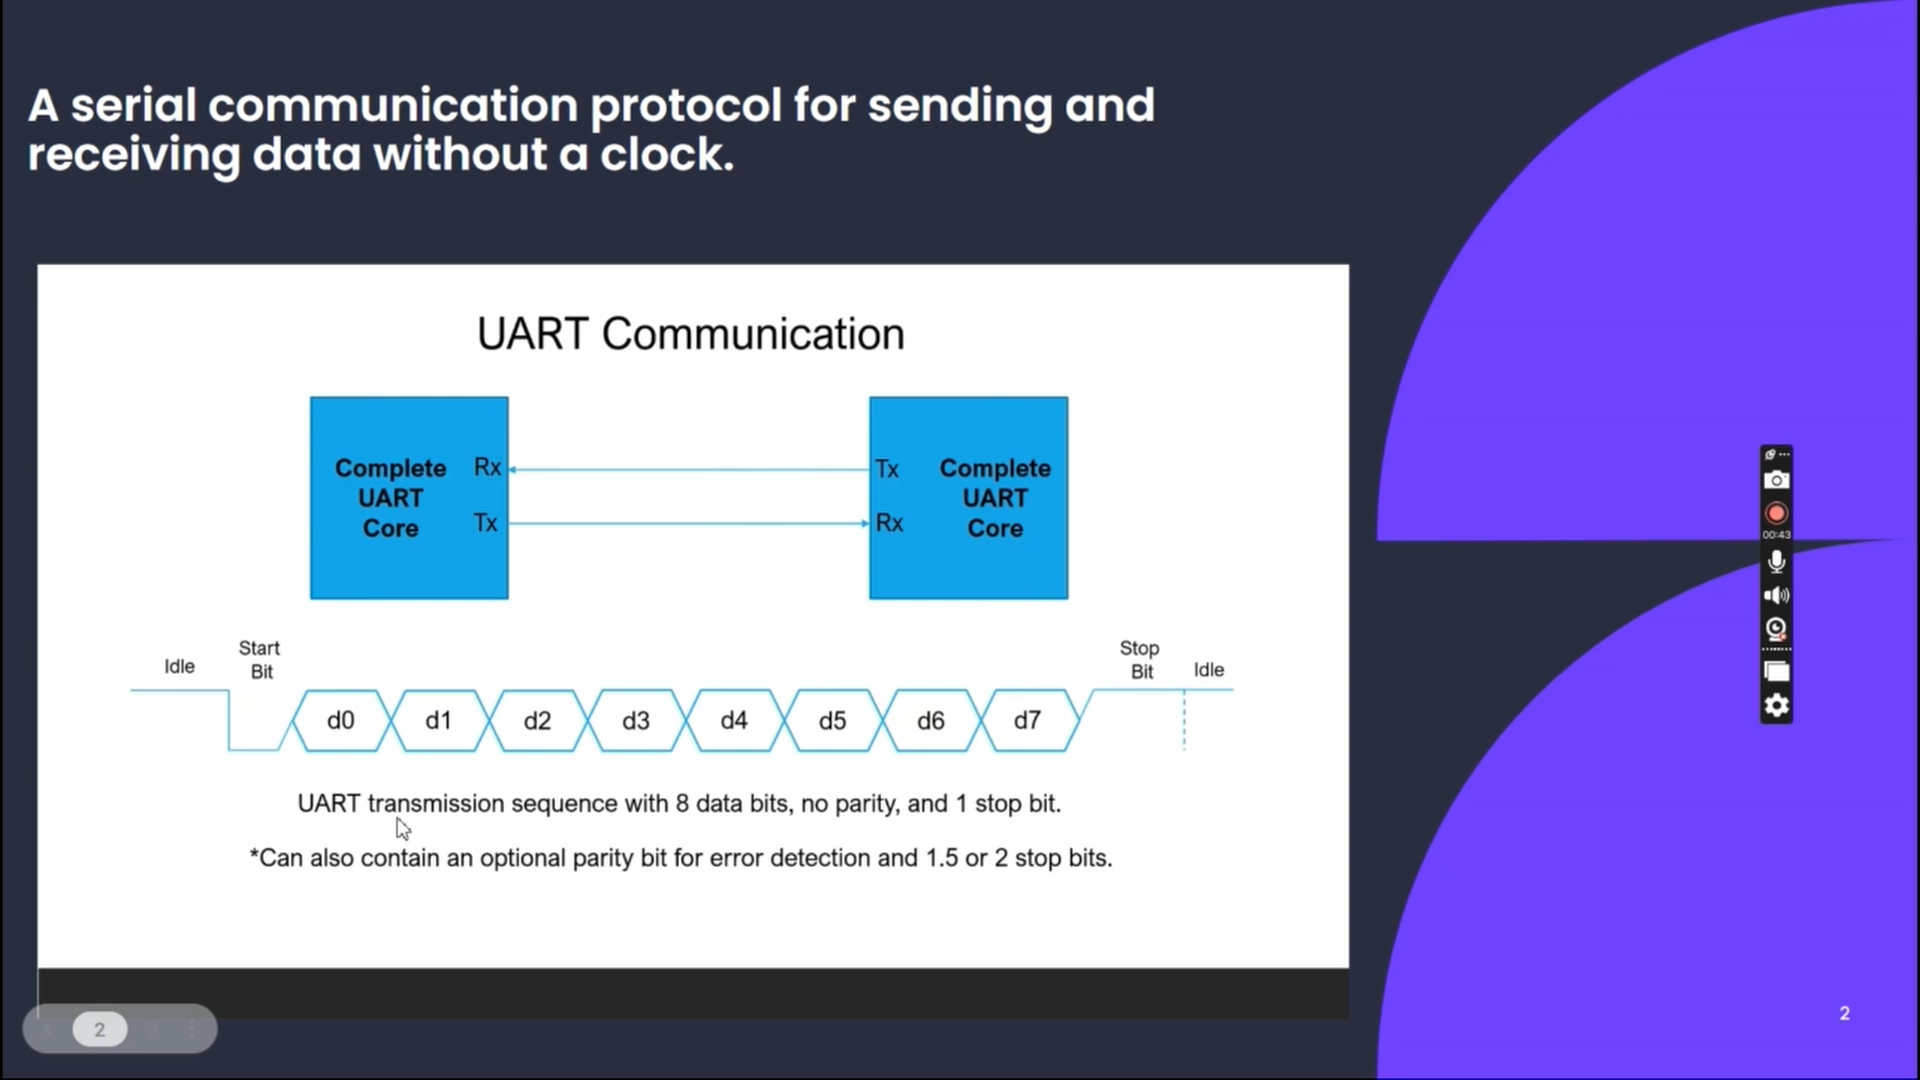 A serial communication protocol for sending and
receiving data without a clock.
UART Communication
Complete
UART
Core
Rx
Tx
Tx
Rx
Complete
UART
Core
Idle
Start
Bit
d0
d1
d2
d3
d4
d5
d6
d7
Stop
Bit
Idle
UART transmission sequence with 8 data bits, no parity, and 1 stop bit.
*Can also contain an optional parity bit for error detection and 1.5 or 2 stop bits.
00:43
2
2